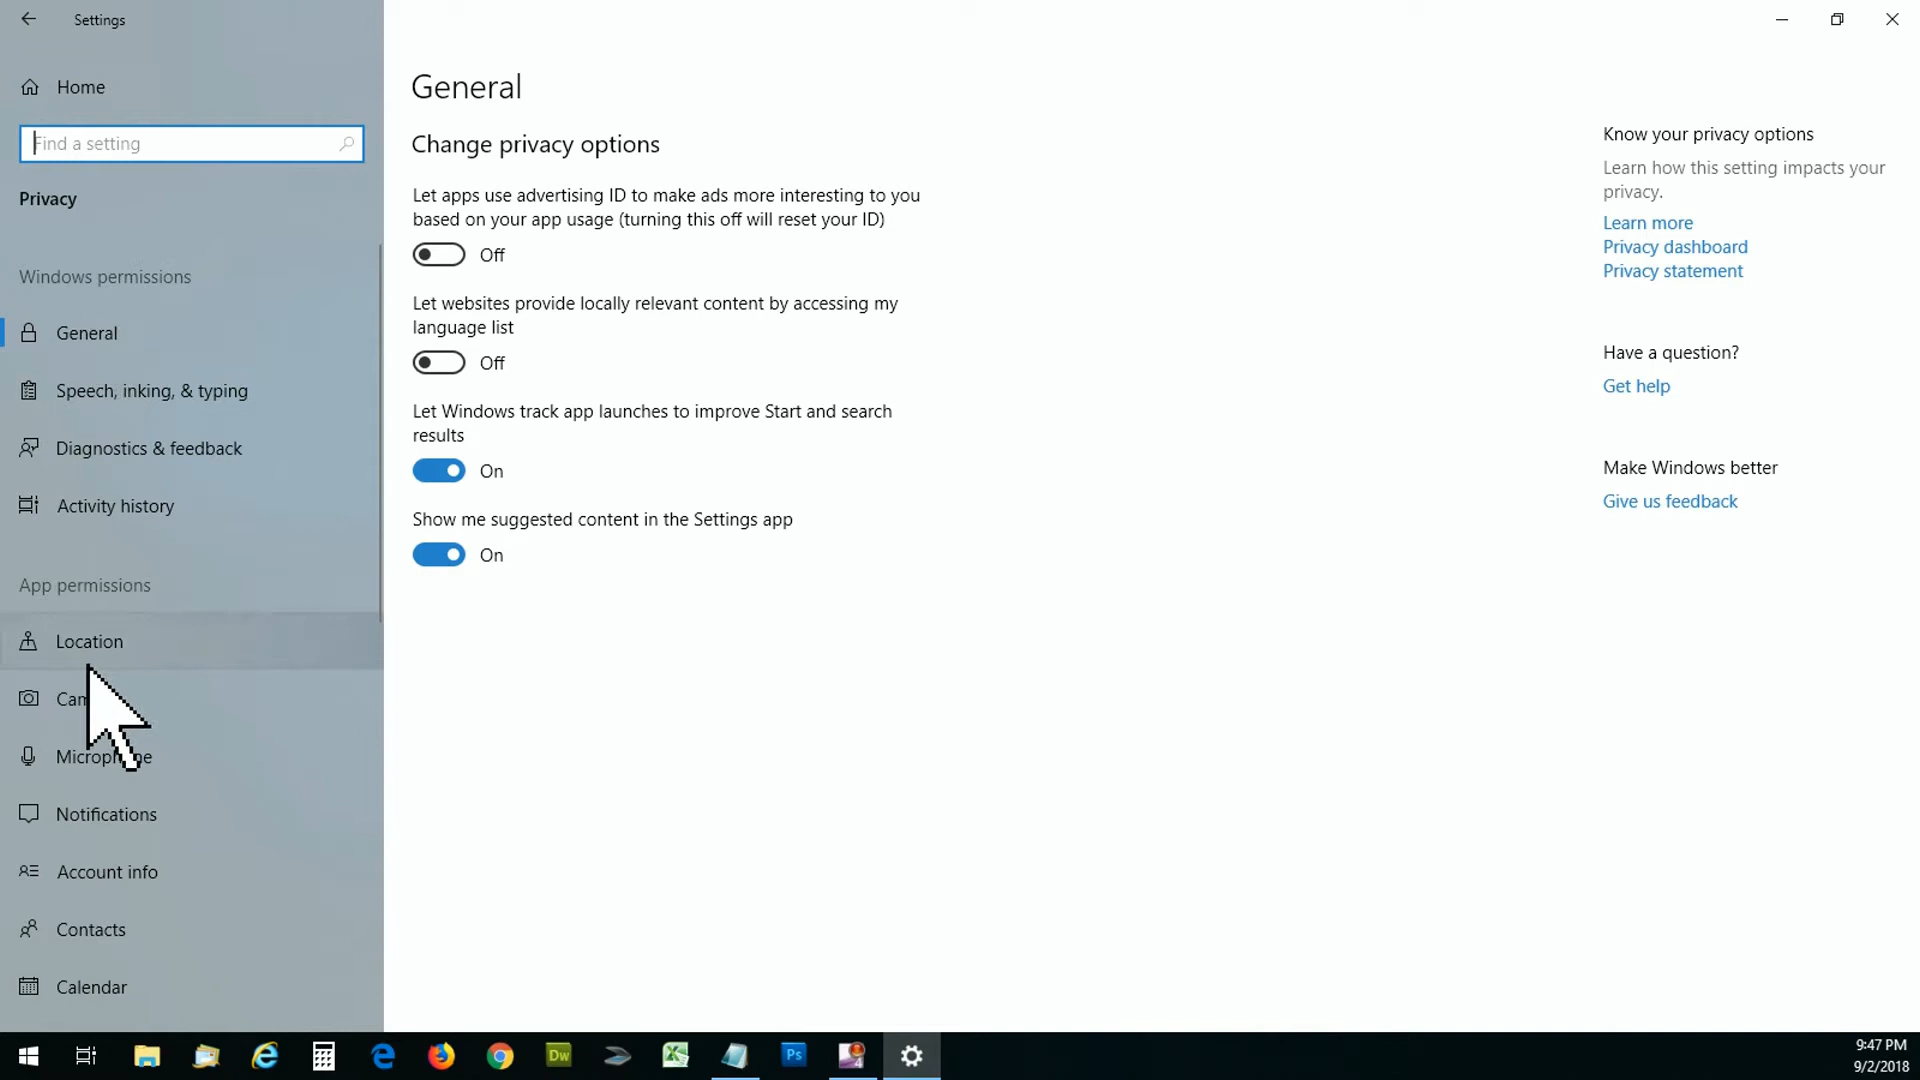 Settings
Home
Find a setting
Privacy
Windows permissions
General
Speech, inking, & typing
Diagnostics & feedback
Activity history
App permissions
Location
Cam
Notifications
Account info
Contacts
Calendar
General
Change privacy options
Let apps use advertising ID to make ads more interesting to you
based on your app usage (turning this off will reset your ID)
Off
Let websites provide locally relevant content by accessing my
language list
Off
Let Windows track app launches to improve Start and search
results
On
Show me suggested content in the Settings app
On
Know your privacy options
Learn how this setting impacts your
privacy.
Learn more
Privacy dashboard
Privacy statement
Have a question?
Get help
Make Windows better
Give us feedback
Dw
Ps
9:47 PM
9/2/2018